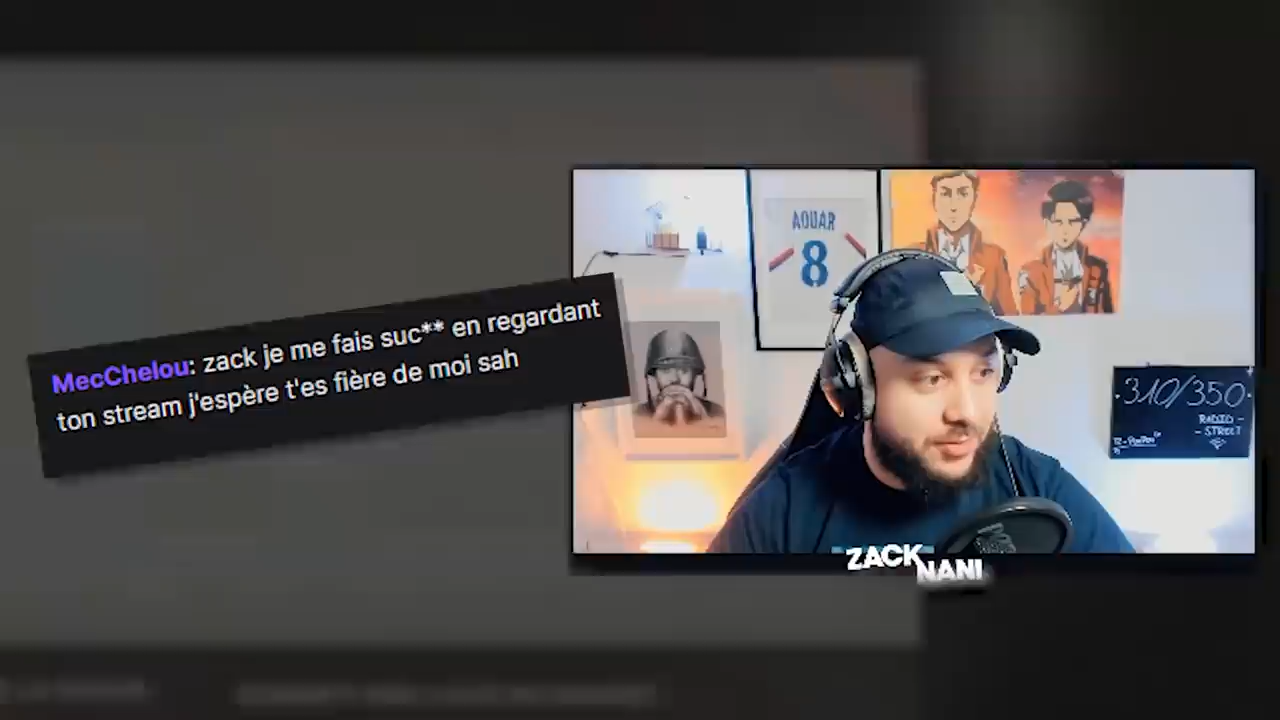 MecChelou: zack je me fais suc** en regardant
ton stream j'espère t'es fière de moi sah
AOUAR
8
310/350
RADIO -
- STREET
ZACK
NANI